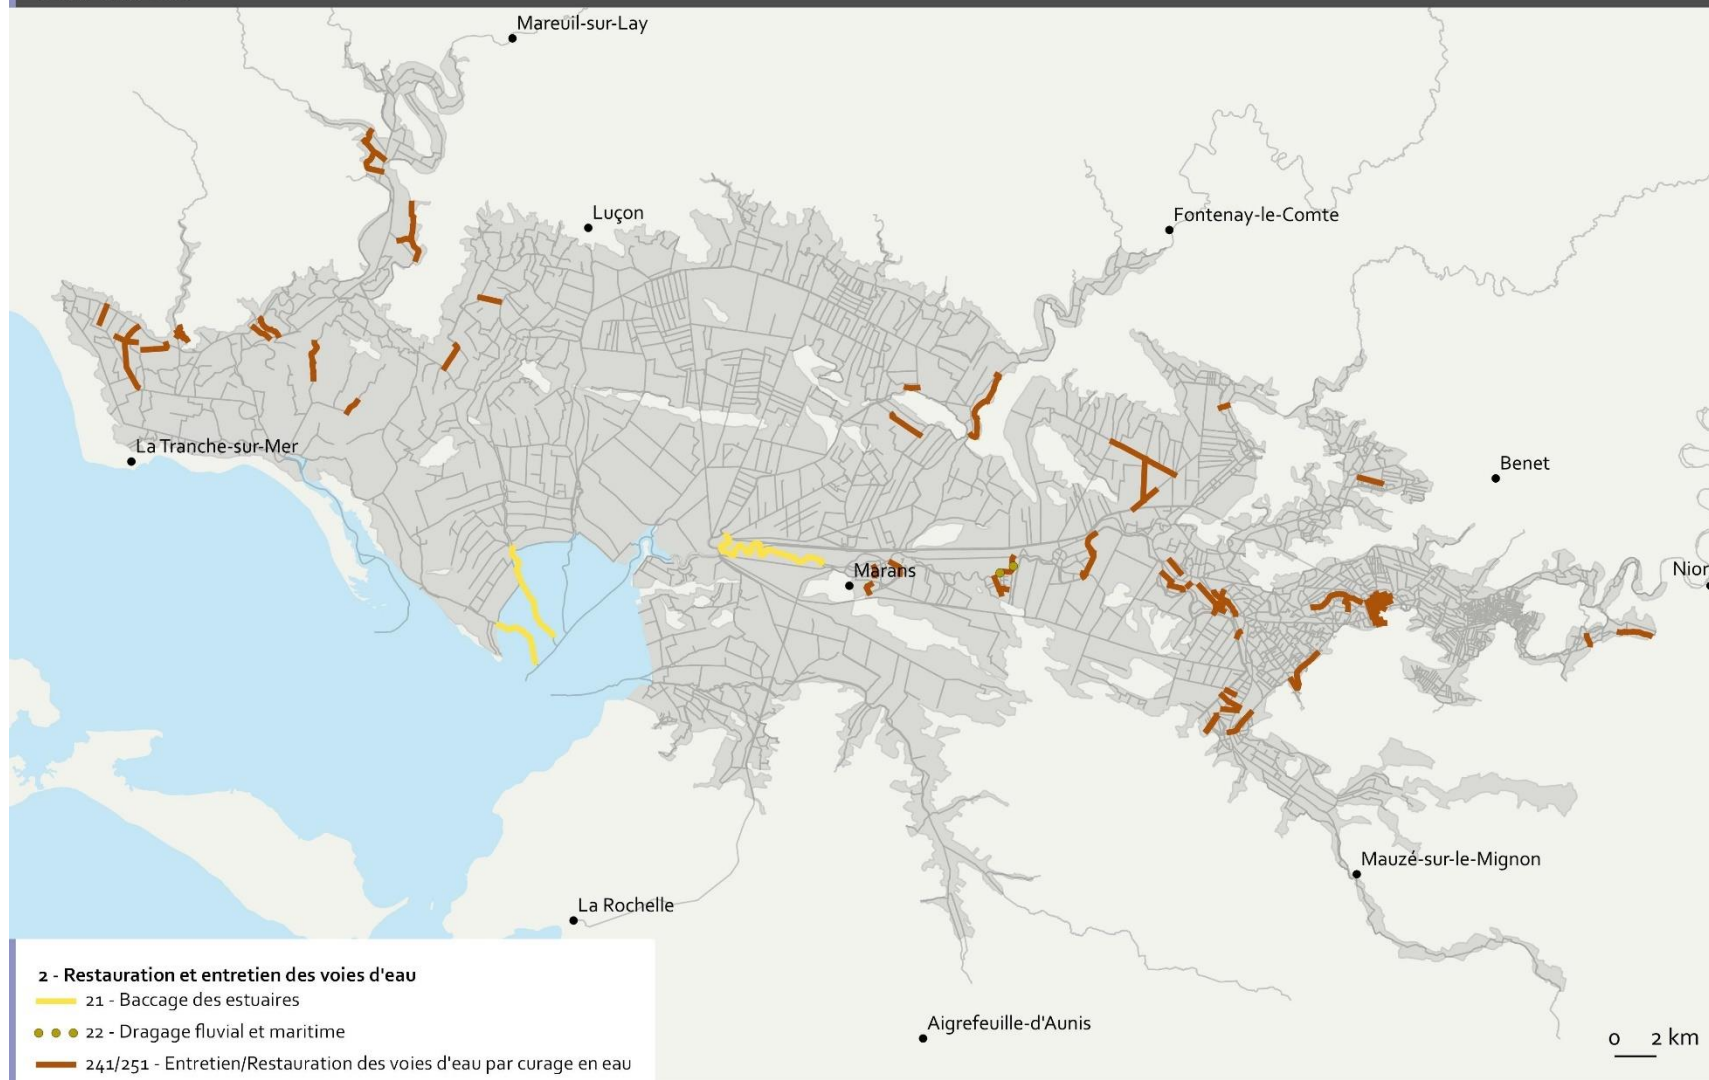 Mareuil-sur-Lay
Luçon
Fontenay-le-Comte
La Tranche-sur-Mer
Benet
Marans
Nior
Mauzé-sur-le-Mignon
La Rochelle
2 - Restauration et entretien des voies d'eau
21 - Baccage des estuaires
22 - Dragage fluvial et maritime
241/251 - Entretien/Restauration des voies d'eau par curage en eau
Aigrefeuille-d'Aunis
0 2 km